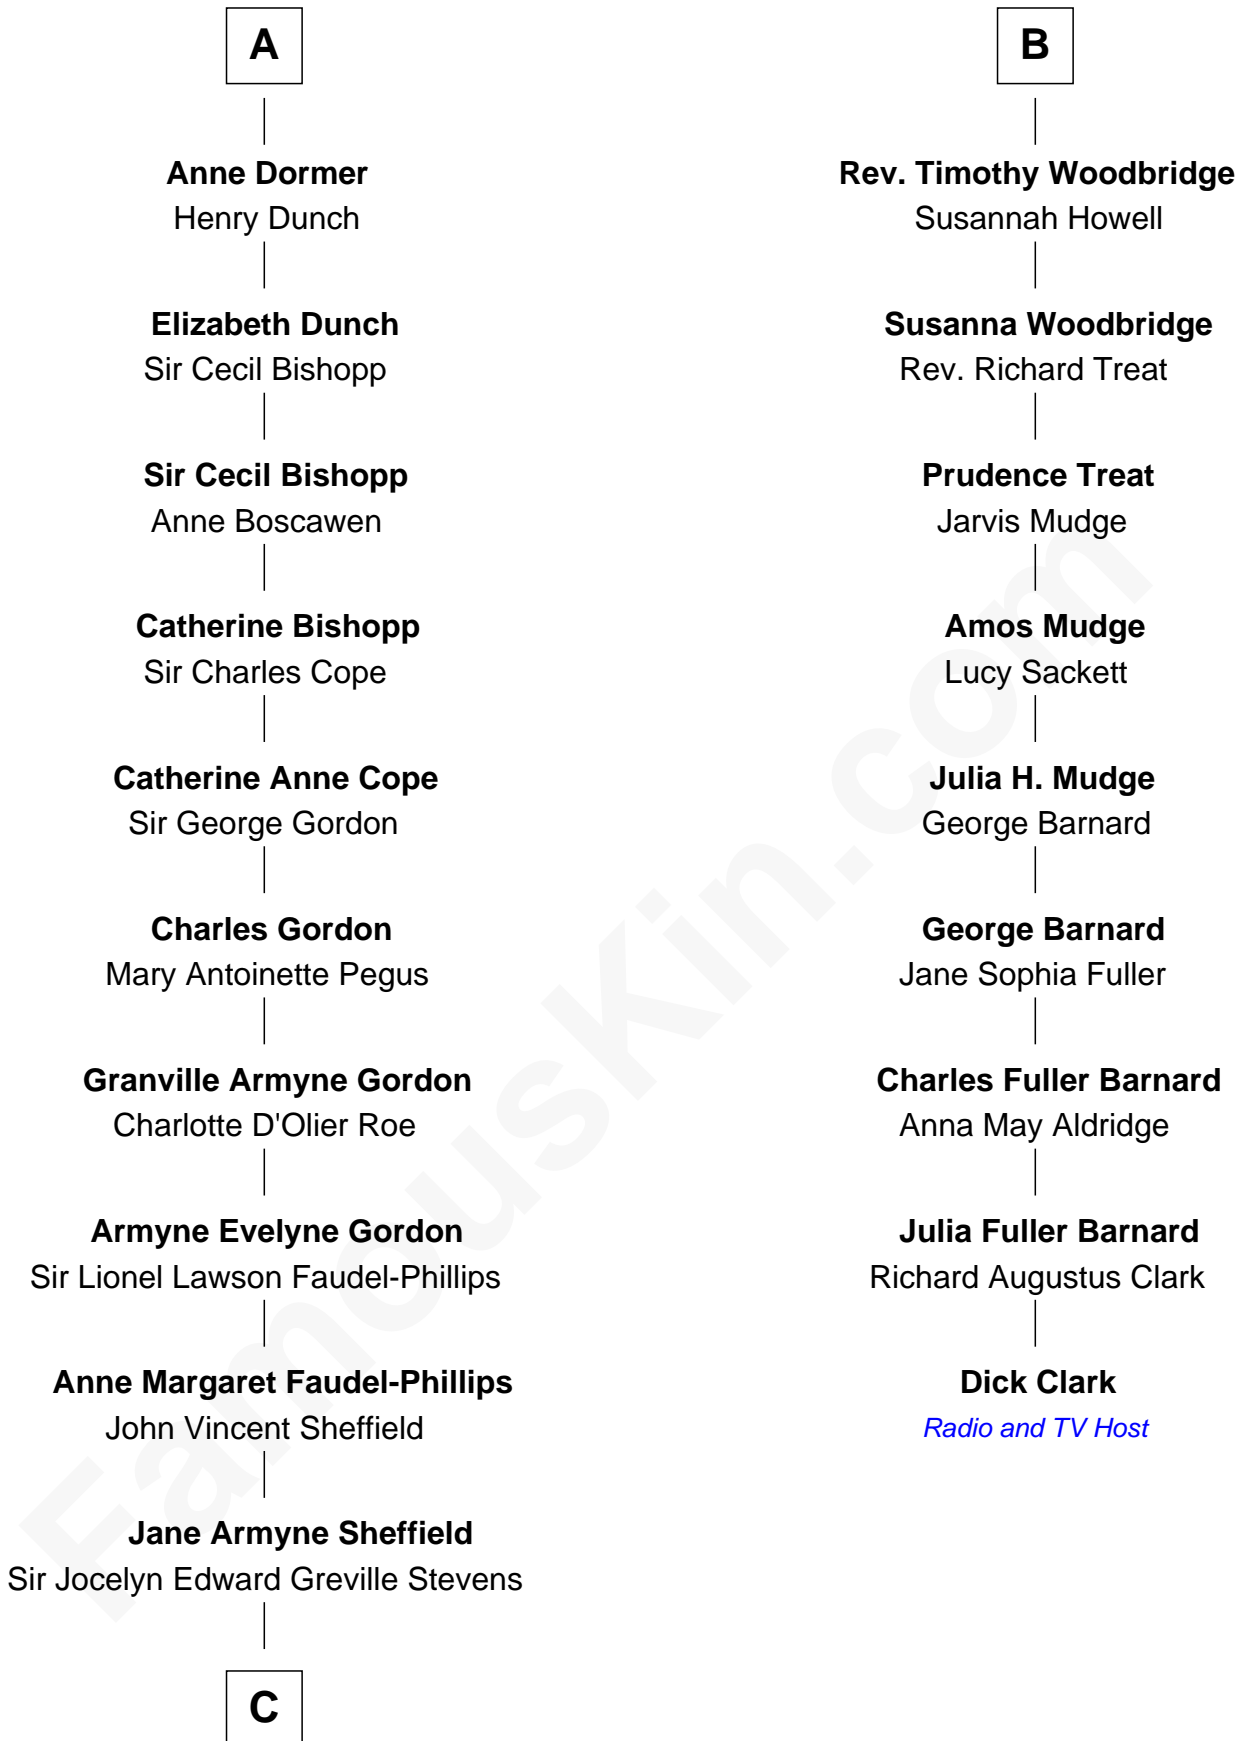 A
Anne Dormer
Henry Dunch
Elizabeth Dunch
Sir Cecil Bishopp
Sir Cecil Bishopp
Anne Boscawen
Catherine Bishopp
Sir Charles Cope
Catherine Anne Cope
Sir George Gordon
Charles Gordon
Mary Antoinette Pegus
Granville Armyne Gordon
Charlotte D'Olier Roe
Armyne Evelyne Gordon
Sir Lionel Lawson Faudel-Phillips
Anne Margaret Faudel-Phillips
John Vincent Sheffield
Jane Armyne Sheffield
Sir Jocelyn Edward Greville Stevens
C
B
Rev. Timothy Woodbridge
Susannah Howell
Susanna Woodbridge
Rev. Richard Treat
Prudence Treat
Jarvis Mudge
Amos Mudge
Lucy Sackett
Julia H. Mudge
George Barnard
George Barnard
Jane Sophia Fuller
Charles Fuller Barnard
Anna May Aldridge
Julia Fuller Barnard
Richard Augustus Clark
Dick Clark
Radio and TV Host
FamousKin.com